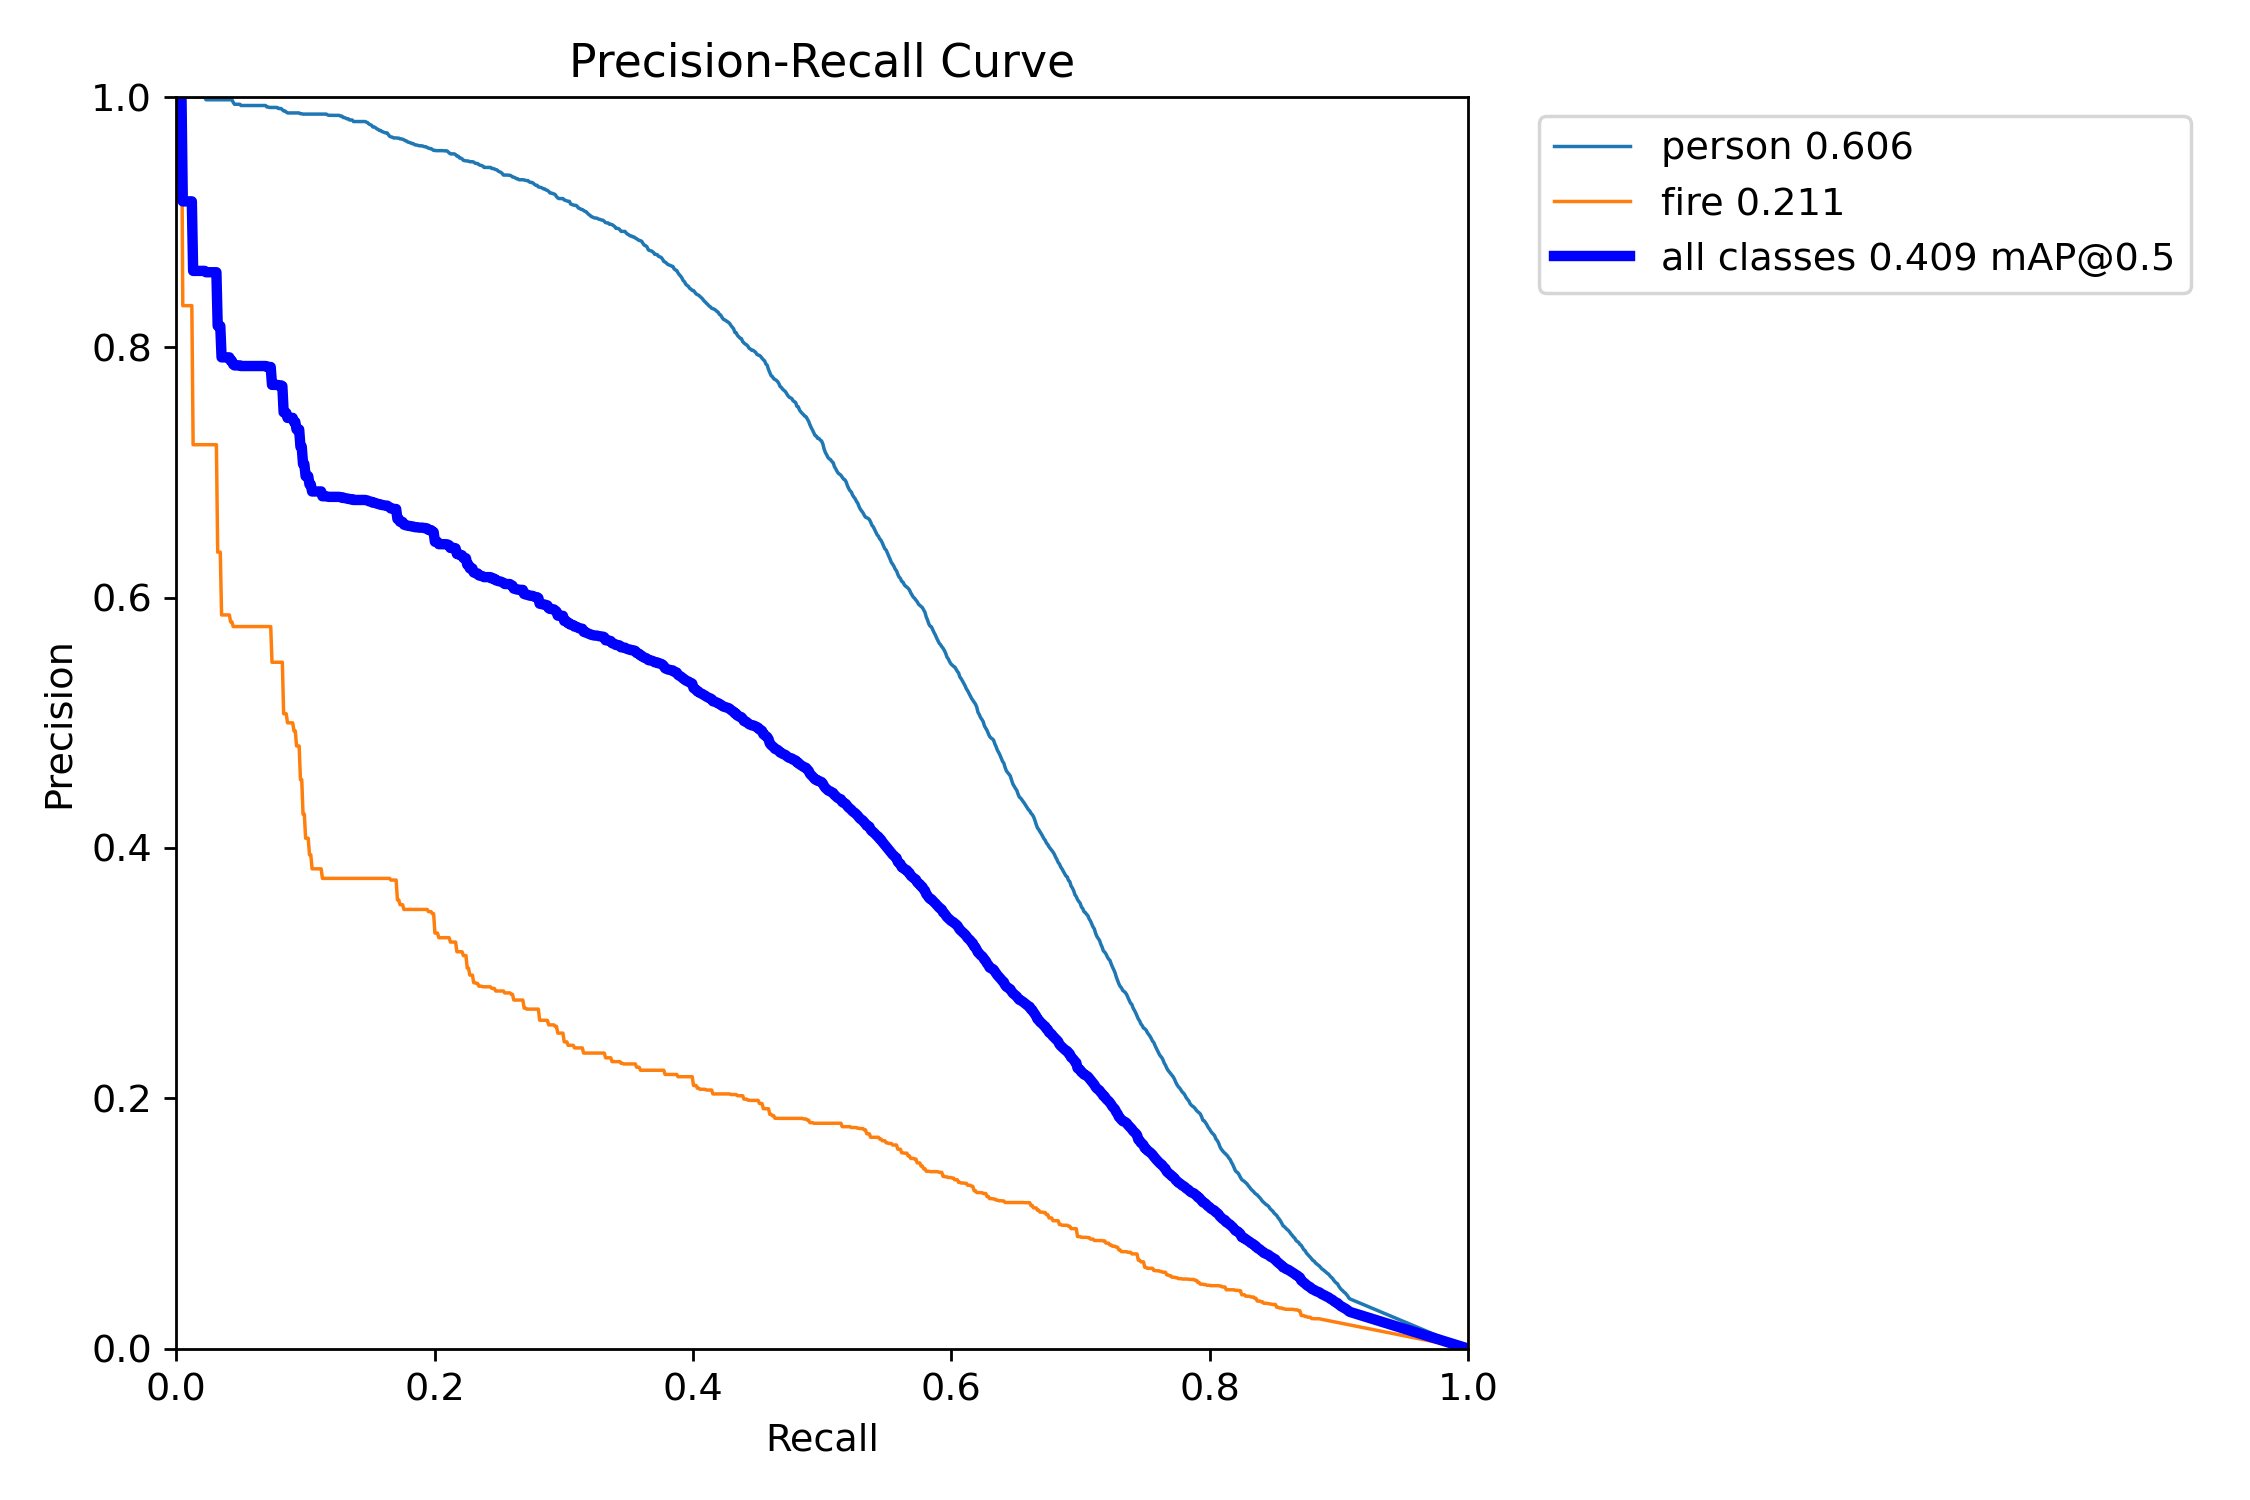 Precision-Recall Curve
person 0.606
fire 0.211
all classes 0.409 mAP@0.5
Precision
1.0
0.8
0.6
0.4
0.2
0.0
0.0 0.2 0.4 0.6 0.8 1.0
Recall